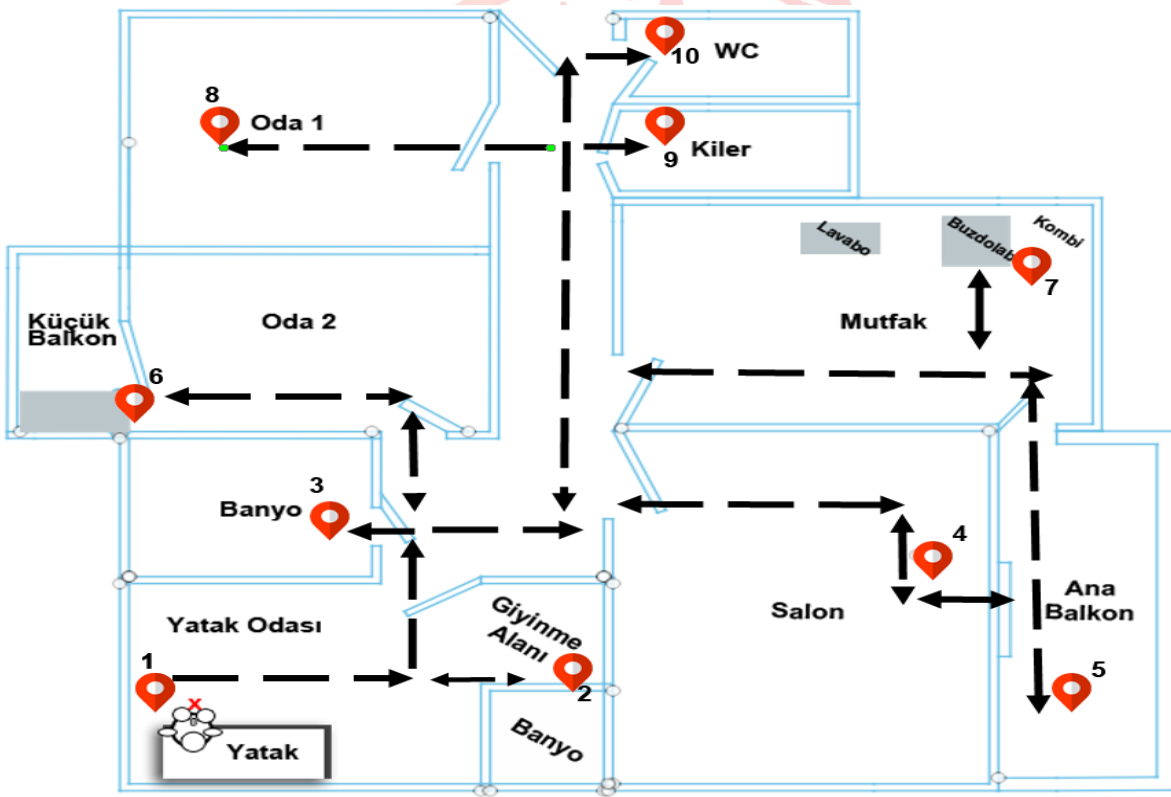 10
WC
8
Oda 1
9
Kiler
Lavabo
Buzdolab
Kombi
7
Küçük
Balkon
Oda 2
Mutfak
6
3
Banyo
4
Ana
Balkon
Salon
Giyinme
Alanı
Yatak Odası
1
2
5
x
Banyo
Yatak